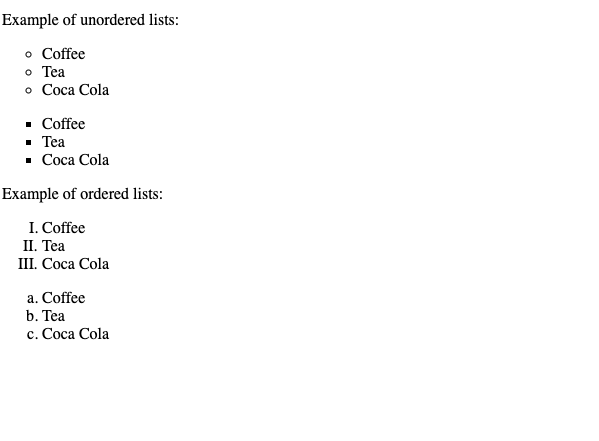 Example of unordered lists:
◦ Coffee
◦ Tea
◦ Coca Cola
▪ Coffee
▪ Tea
▪ Coca Cola
Example of ordered lists:
I. Coffee
II. Tea
III. Coca Cola
a. Coffee
b. Tea
c. Coca Cola